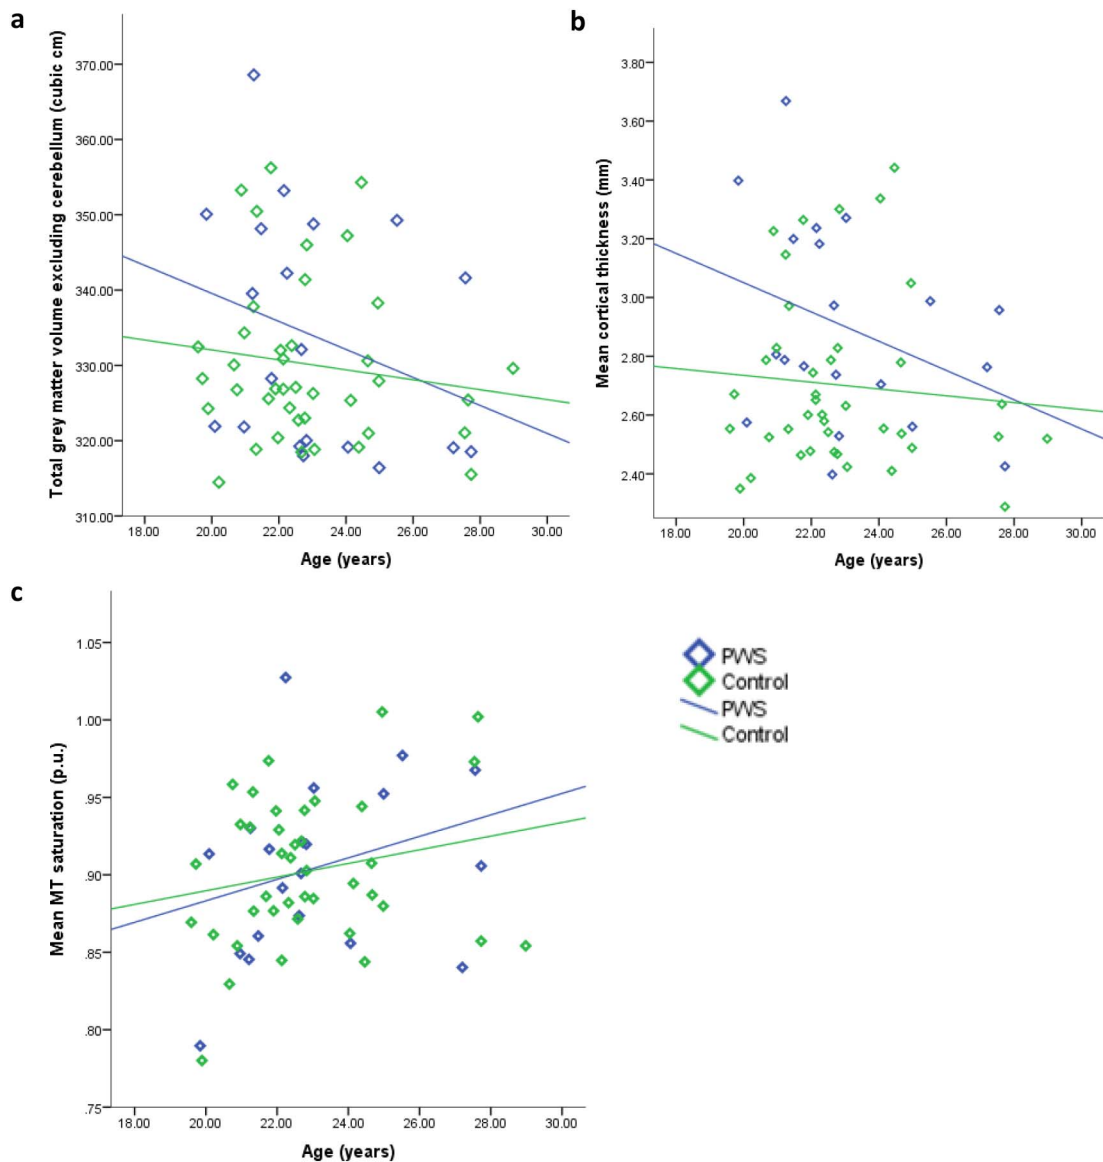 a
Total grey matter volume excluding cerebellum (cubic cm)
370.00
360.00
350.00
340.00
330.00
320.00
310.00
18.00 20.00 22.00 24.00 26.00 28.00 30.00
Age (years)
b
Mean cortical thickness (mm)
3.80
3.60
3.40
3.20
3.00
2.80
2.60
2.40
18.00 20.00 22.00 24.00 26.00 28.00 30.00
Age (years)
c
Mean MT saturation (p.u.)
1.05
1.00
.95
.90
.85
.80
.75
18.00 20.00 22.00 24.00 26.00 28.00 30.00
Age (years)
PWS
Control
PWS
Control